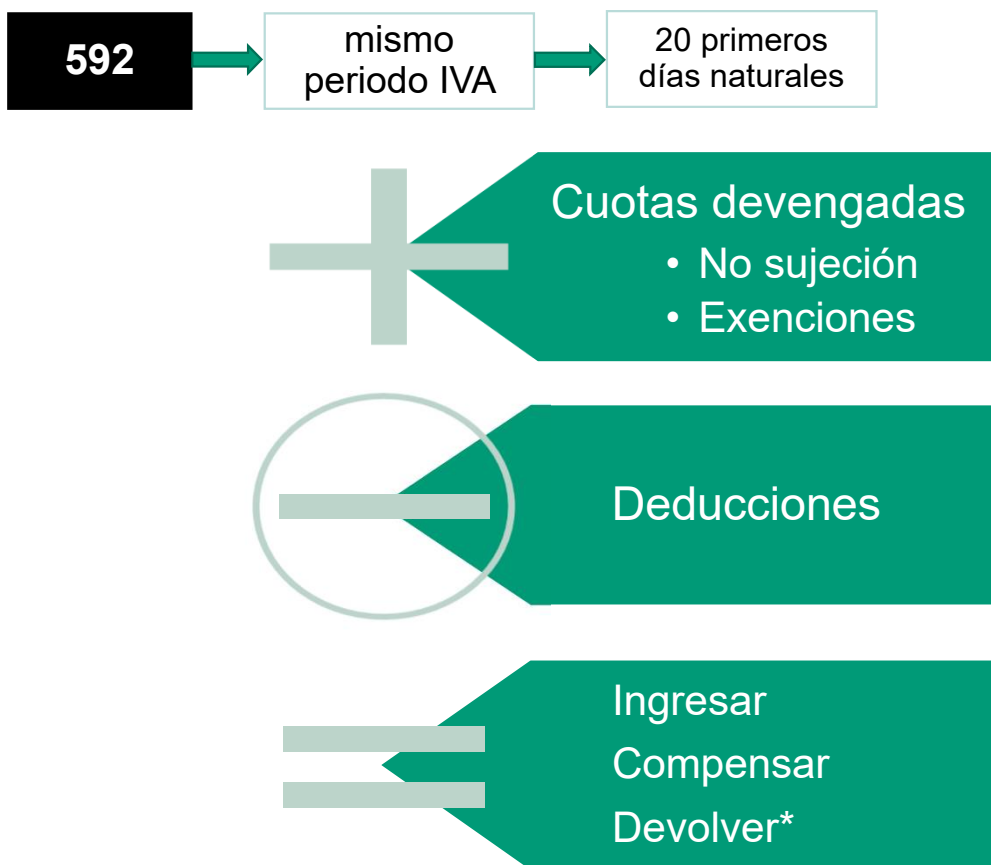 592
mismo
periodo IVA
20 primeros
días naturales
Cuotas devengadas
• No sujeción
• Exenciones
Deducciones
Ingresar
Compensar
Devolver*